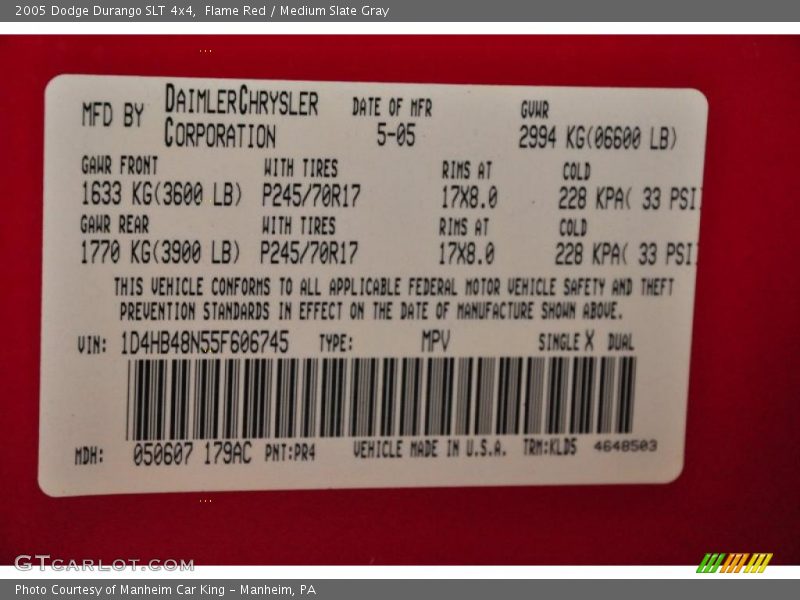 2005 Dodge Durango SLT 4x4, Flame Red / Medium Slate Gray
MFD BY DAIMLERCHRYSLER CORPORATION DATE OF MFR 5-05 GVWR 2994 KG(06600 LB)
GAWR FRONT WITH TIRES RIMS AT COLD
1633 KG(3600 LB) P245/70R17 17X8.0 228 KPA( 33 PSI)
GAWR REAR WITH TIRES RIMS AT COLD
1770 KG(3900 LB) P245/70R17 17X8.0 228 KPA( 33 PSI)
THIS VEHICLE CONFORMS TO ALL APPLICABLE FEDERAL MOTOR VEHICLE SAFETY AND THEFT
PREVENTION STANDARDS IN EFFECT ON THE DATE OF MANUFACTURE SHOWN ABOVE.
VIN: 1D4HB48N55F606745 TYPE: MPV SINGLE X DUAL
MDH: 050607 179AC PNT:PR4 VEHICLE MADE IN U.S.A. TRM:KLDS 4648503
GTCARLOT.COM
Photo Courtesy of Manheim Car King - Manheim, PA